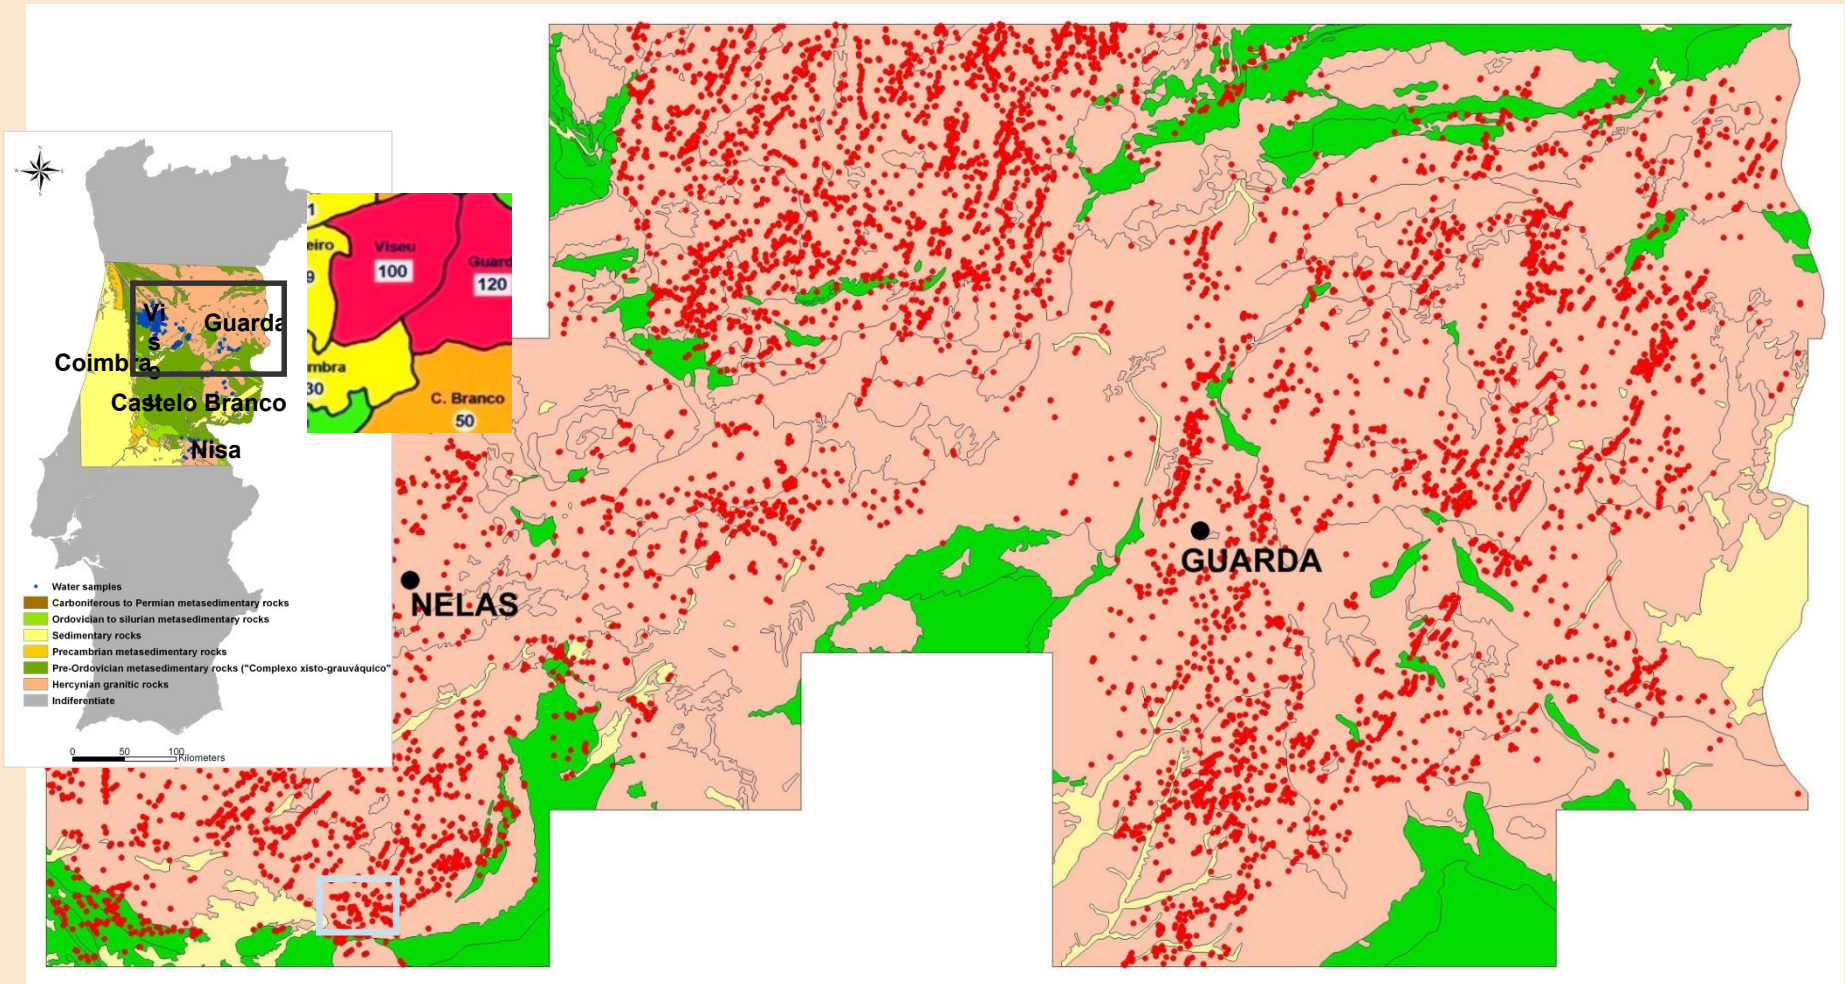 N
W
E
S
Vi
s
Guarda
Coimbra
Castelo Branco
Nisa
Water samples
Carboniferous to Permian metasedimentary rocks
Ordovician to silurian metasedimentary rocks
Sedimentary rocks
Precambrian metasedimentary rocks
Pre-Ordovician metasedimentary rocks ("Complexo xisto-grauváquico"
Hercynian granitic rocks
Indiferentiate
0 50 100
Kilometers
1
eiro
9
Viseu
100
Guard
120
mbra
30
C. Branco
50
NELAS
GUARDA